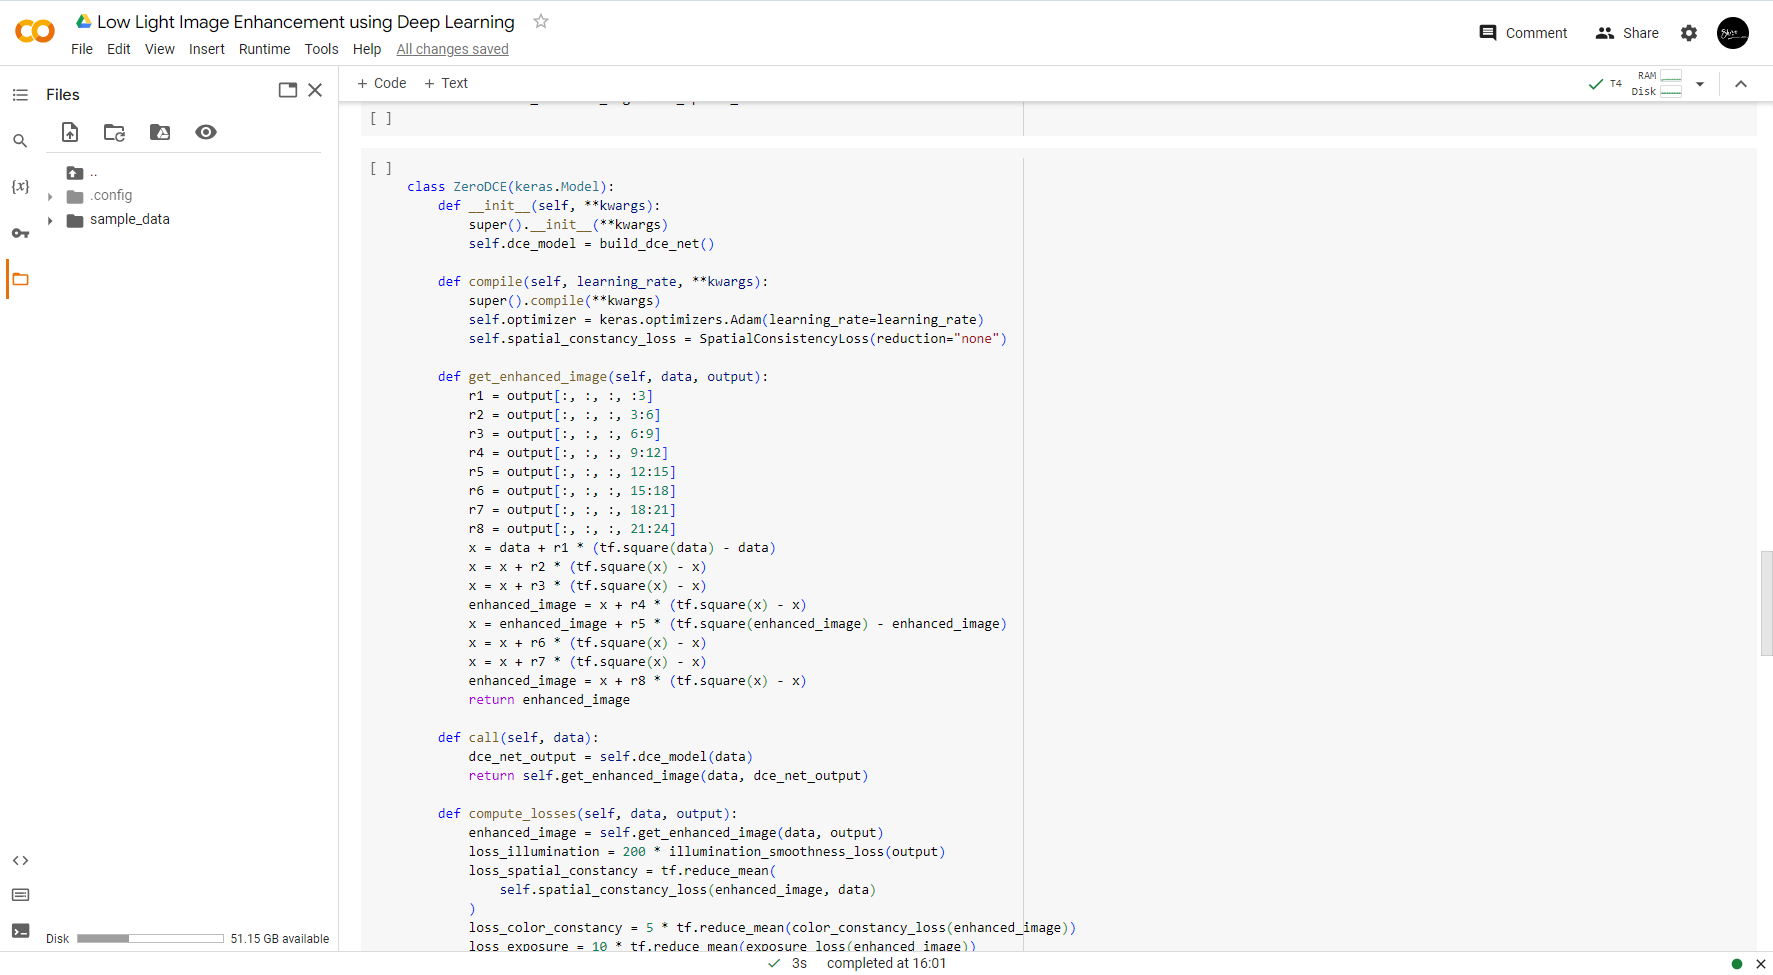 Low Light Image Enhancement using Deep Learning
File Edit View Insert Runtime Tools Help All changes saved
Comment Share
Files
+ Code + Text
T4 RAM Disk
..
.config
sample_data
[ ]
[ ]
class ZeroDCE(keras.Model):
    def __init__(self, **kwargs):
        super().__init__(**kwargs)
        self.dce_model = build_dce_net()
    def compile(self, learning_rate, **kwargs):
        super().compile(**kwargs)
        self.optimizer = keras.optimizers.Adam(learning_rate=learning_rate)
        self.spatial_constancy_loss = SpatialConsistencyLoss(reduction="none")
    def get_enhanced_image(self, data, output):
        r1 = output[:, :, :, :3]
        r2 = output[:, :, :, 3:6]
        r3 = output[:, :, :, 6:9]
        r4 = output[:, :, :, 9:12]
        r5 = output[:, :, :, 12:15]
        r6 = output[:, :, :, 15:18]
        r7 = output[:, :, :, 18:21]
        r8 = output[:, :, :, 21:24]
        x = data + r1 * (tf.square(data) - data)
        x = x + r2 * (tf.square(x) - x)
        x = x + r3 * (tf.square(x) - x)
        enhanced_image = x + r4 * (tf.square(x) - x)
        x = enhanced_image + r5 * (tf.square(enhanced_image) - enhanced_image)
        x = x + r6 * (tf.square(x) - x)
        x = x + r7 * (tf.square(x) - x)
        enhanced_image = x + r8 * (tf.square(x) - x)
        return enhanced_image
    def call(self, data):
        dce_net_output = self.dce_model(data)
        return self.get_enhanced_image(data, dce_net_output)
    def compute_losses(self, data, output):
        enhanced_image = self.get_enhanced_image(data, output)
        loss_illumination = 200 * illumination_smoothness_loss(output)
        loss_spatial_constancy = tf.reduce_mean(
            self.spatial_constancy_loss(enhanced_image, data)
        )
        loss_color_constancy = 5 * tf.reduce_mean(color_constancy_loss(enhanced_image))
        loss_exposure = 10 * tf.reduce_mean(exposure_loss(enhanced_image))
{x}
<>
Disk 51.15 GB available
3s completed at 16:01